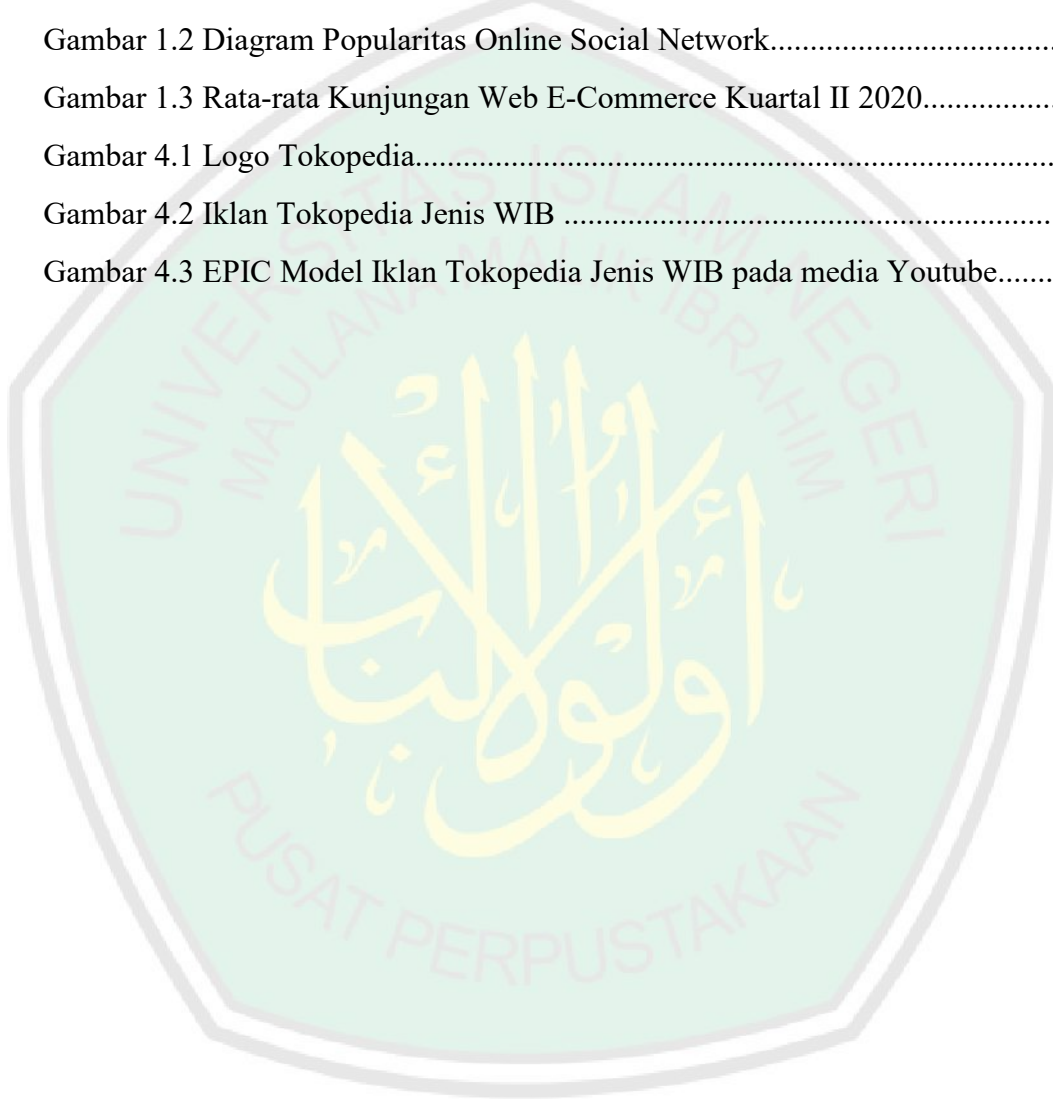 Gambar 1.2 Diagram Popularitas Online Social Network...................................
Gambar 1.3 Rata-rata Kunjungan Web E-Commerce Kuartal II 2020................
Gambar 4.1 Logo Tokopedia................................................................................
Gambar 4.2 Iklan Tokopedia Jenis WIB .............................................................
Gambar 4.3 EPIC Model Iklan Tokopedia Jenis WIB pada media Youtube.......
UNIVERSITAS ISLAM NEGERI
MAULANA MALIK IBRAHIM
أولوا الألباب
PUSAT PERPUSTAKAAN